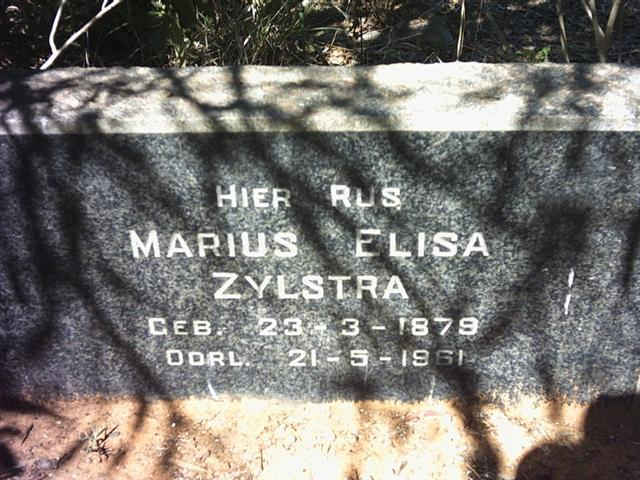 HIER RUS
MARIUS ELISA
ZYLSTRA
GEB. 23-3-1879
OORL. 21-5-1961